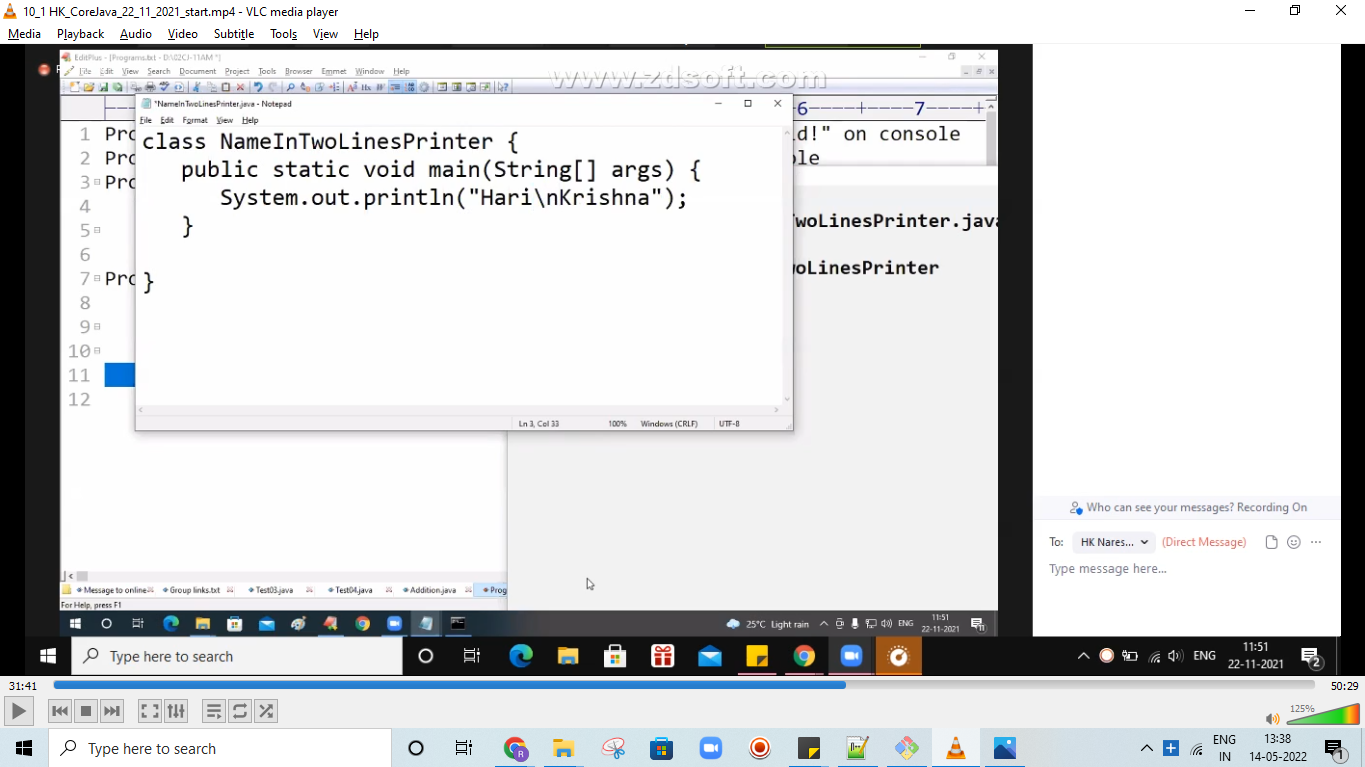 10_1 HK_CoreJava_22_11_2021_start.mp4 - VLC media player
Media Playback Audio Video Subtitle Tools View Help
EditPlus - [Programs.txt - D:\02CJ-11AM *]
File Edit View Search Document Project Tools Browser Emmet Window Help
www.zdsoft.com
*NameInTwoLinesPrinter.java - Notepad
File Edit Format View Help
6----+----7----+
class NameInTwoLinesPrinter {
public static void main(String[] args) {
System.out.println("Hari\nKrishna");
}
}
Ln 3, Col 33 100% Windows (CRLF) UTF-8
1 Pro
2 Pro
3 Pro
4
5
6
7 Pro
8
9
10
11
12
ld!" on console
ole
TwoLinesPrinter.java
woLinesPrinter
Message to online Group links.txt Test03.java Test04.java Addition.java Prog
For Help, press F1
25°C Light rain ENG 11:51
22-11-2021
11
Who can see your messages? Recording On
To: HK Nares... (Direct Message)
Type message here...
Type here to search
ENG 11:51
22-11-2021
2
31:41 50:29
125%
Type here to search
ENG
IN
13:38
14-05-2022
1